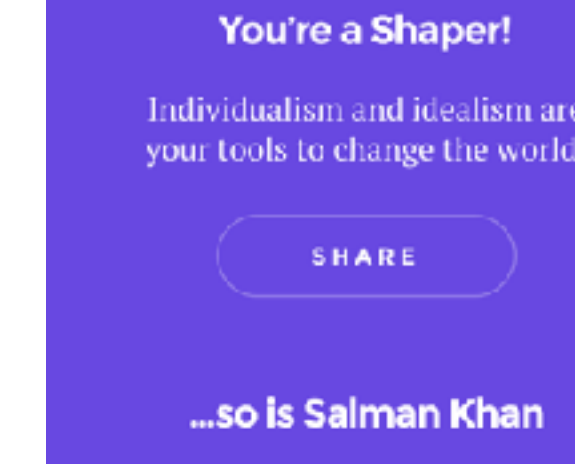 You're a Shaper!
Individualism and idealism are
your tools to change the world
SHARE
...so is Salman Khan